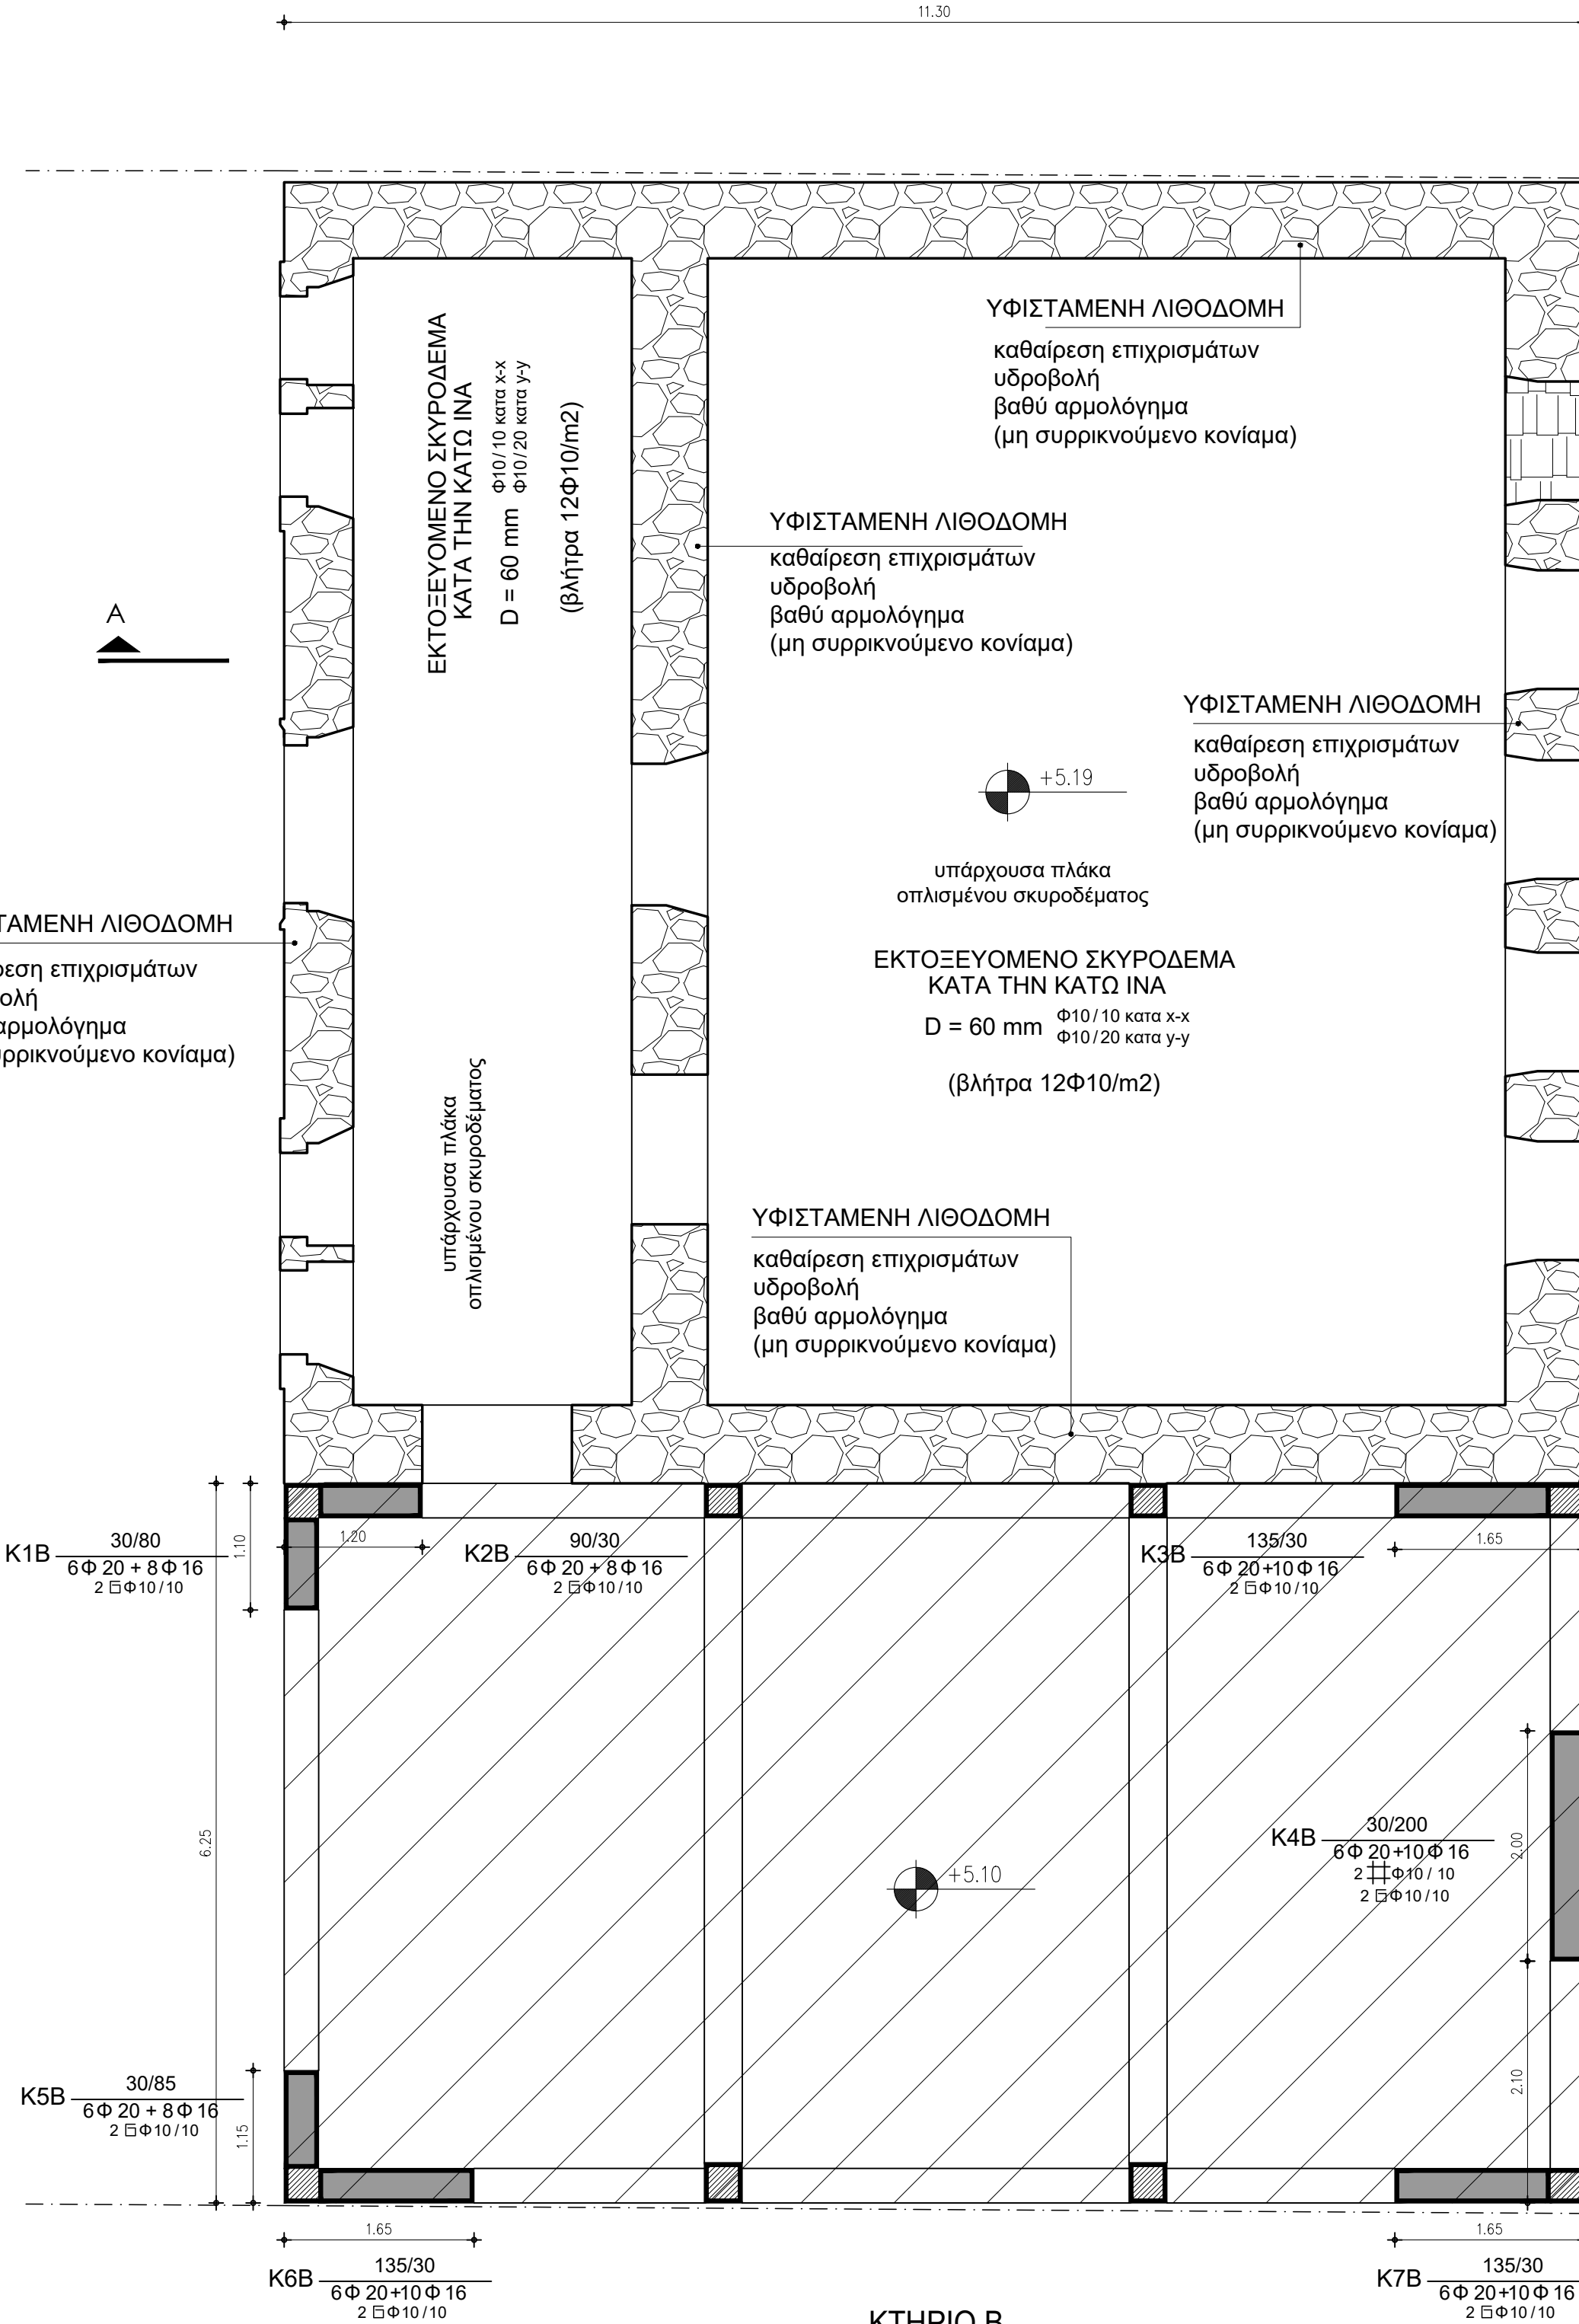 11.30
ΥΦΙΣΤΑΜΕΝΗ ΛΙΘΟΔΟΜΗ
καθαίρεση επιχρισμάτων
υδροβολή
βαθύ αρμολόγημα
(μη συρρικνούμενο κονίαμα)
ΕΚΤΟΞΕΥΟΜΕΝΟ ΣΚΥΡΟΔΕΜΑ
ΚΑΤΑ ΤΗΝ ΚΑΤΩ ΙΝΑ
D = 60 mm
Φ10/10 κατα x-x
Φ10/20 κατα y-y
(βλήτρα 12Φ10/m2)
ΥΦΙΣΤΑΜΕΝΗ ΛΙΘΟΔΟΜΗ
καθαίρεση επιχρισμάτων
υδροβολή
βαθύ αρμολόγημα
(μη συρρικνούμενο κονίαμα)
A
ΥΦΙΣΤΑΜΕΝΗ ΛΙΘΟΔΟΜΗ
καθαίρεση επιχρισμάτων
υδροβολή
βαθύ αρμολόγημα
(μη συρρικνούμενο κονίαμα)
+5.19
υπάρχουσα πλάκα
οπλισμένου σκυροδέματος
ΤΑΜΕΝΗ ΛΙΘΟΔΟΜΗ
ρεση επιχρισμάτων
ολή
αρμολόγημα
υρρικνούμενο κονίαμα)
ΕΚΤΟΞΕΥΟΜΕΝΟ ΣΚΥΡΟΔΕΜΑ
ΚΑΤΑ ΤΗΝ ΚΑΤΩ ΙΝΑ
D = 60 mm
Φ10/10 κατα x-x
Φ10/20 κατα y-y
(βλήτρα 12Φ10/m2)
υπάρχουσα πλάκα
οπλισμένου σκυροδέματος
ΥΦΙΣΤΑΜΕΝΗ ΛΙΘΟΔΟΜΗ
καθαίρεση επιχρισμάτων
υδροβολή
βαθύ αρμολόγημα
(μη συρρικνούμενο κονίαμα)
K1B 30/80
6Φ 20 + 8Φ 16
2 Φ10/10
1.10
1.20
K2B 90/30
6Φ 20 + 8Φ 16
2 Φ10/10
K3B 135/30
6Φ 20+10Φ 16
2 Φ10/10
1.65
6.25
K4B 30/200
6Φ 20+10Φ 16
2 Φ10/10
2 Φ10/10
2.00
+5.10
K5B 30/85
6Φ 20 + 8Φ 16
2 Φ10/10
1.15
2.10
1.65
K6B 135/30
6Φ 20+10Φ 16
2 Φ10/10
1.65
K7B 135/30
6Φ 20+10Φ 16
2 Φ10/10
ΚΤΗΡΙΟ Β